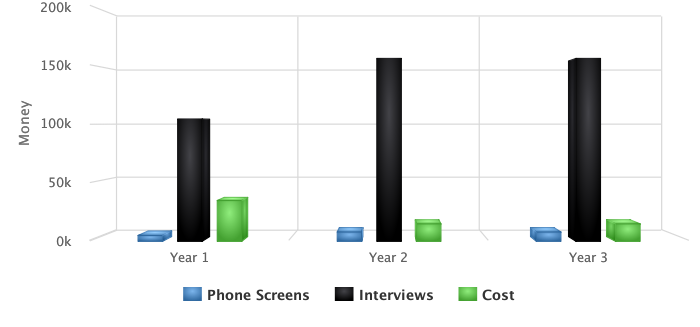 200k
150k
100k
50k
0k
Money
Year 1 Year 2 Year 3
Phone Screens Interviews Cost